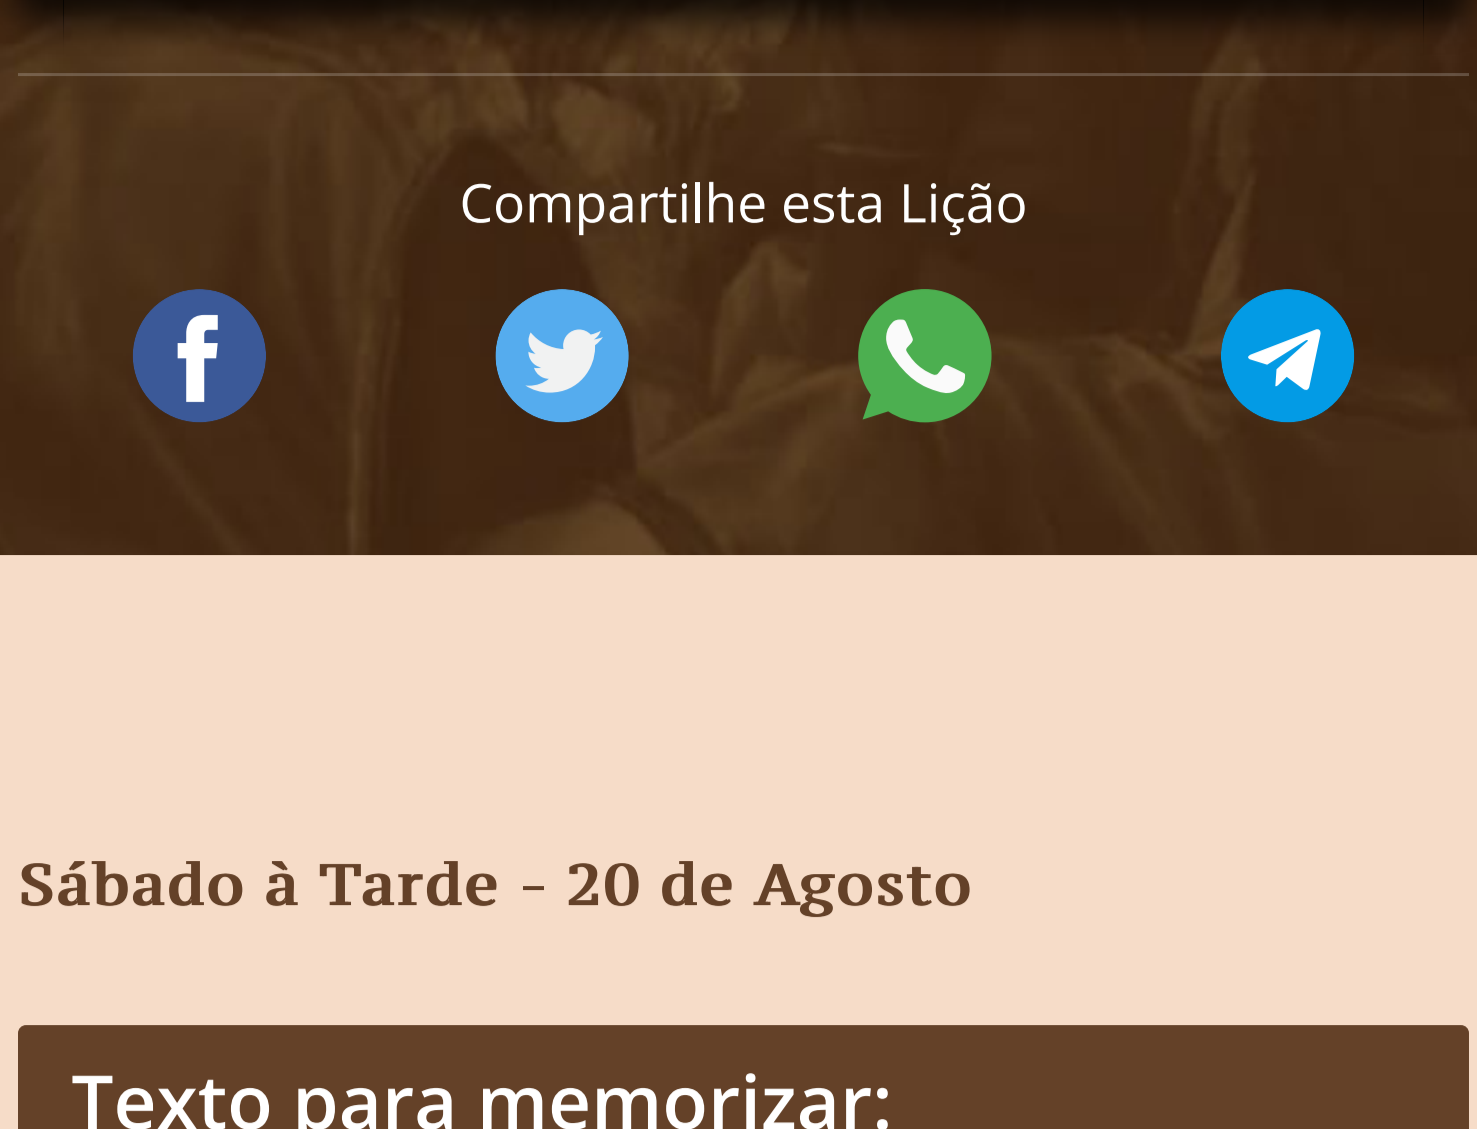 Compartilhe esta Lição
Sábado à Tarde - 20 de Agosto
Texto para memorizar: